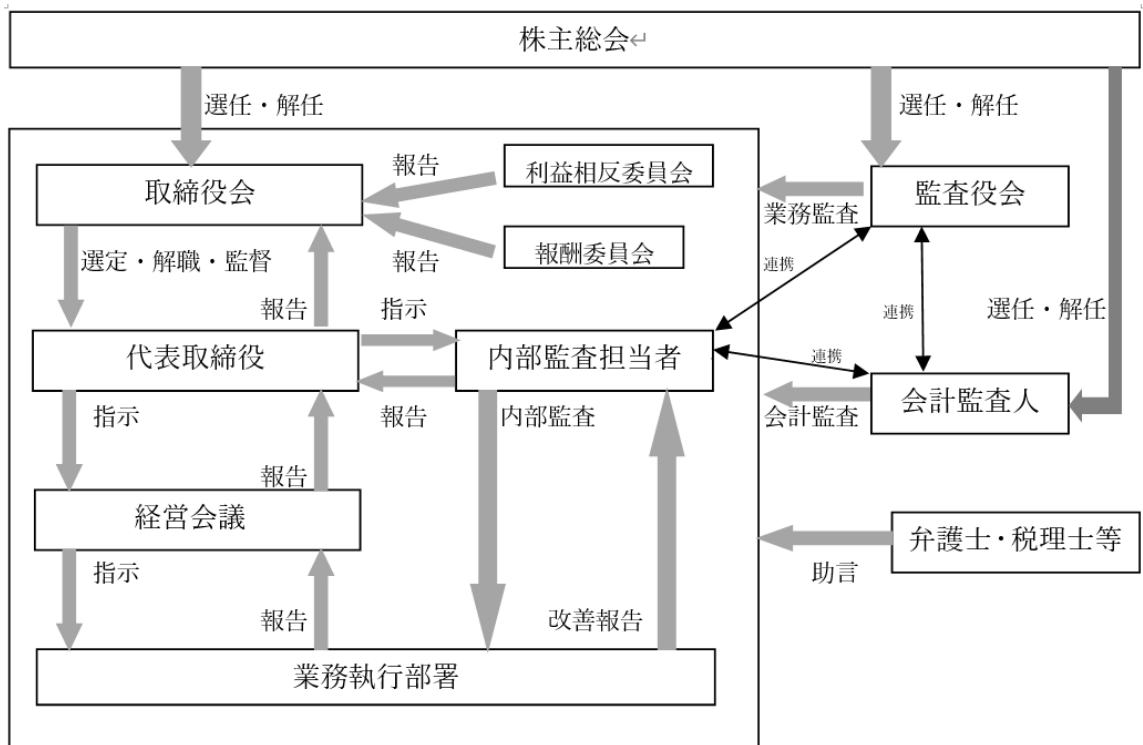 株主総会↵
選任・解任
選任・解任
取締役会
報告
利益相反委員会
監査役会
業務監査
報告
報酬委員会
選定・解職・監督
連携
報告
指示
連携
選任・解任
代表取締役
内部監査担当者
連携
会計監査人
指示
報告
内部監査
会計監査
報告
経営会議
弁護士・税理士等
指示
助言
報告
改善報告
業務執行部署